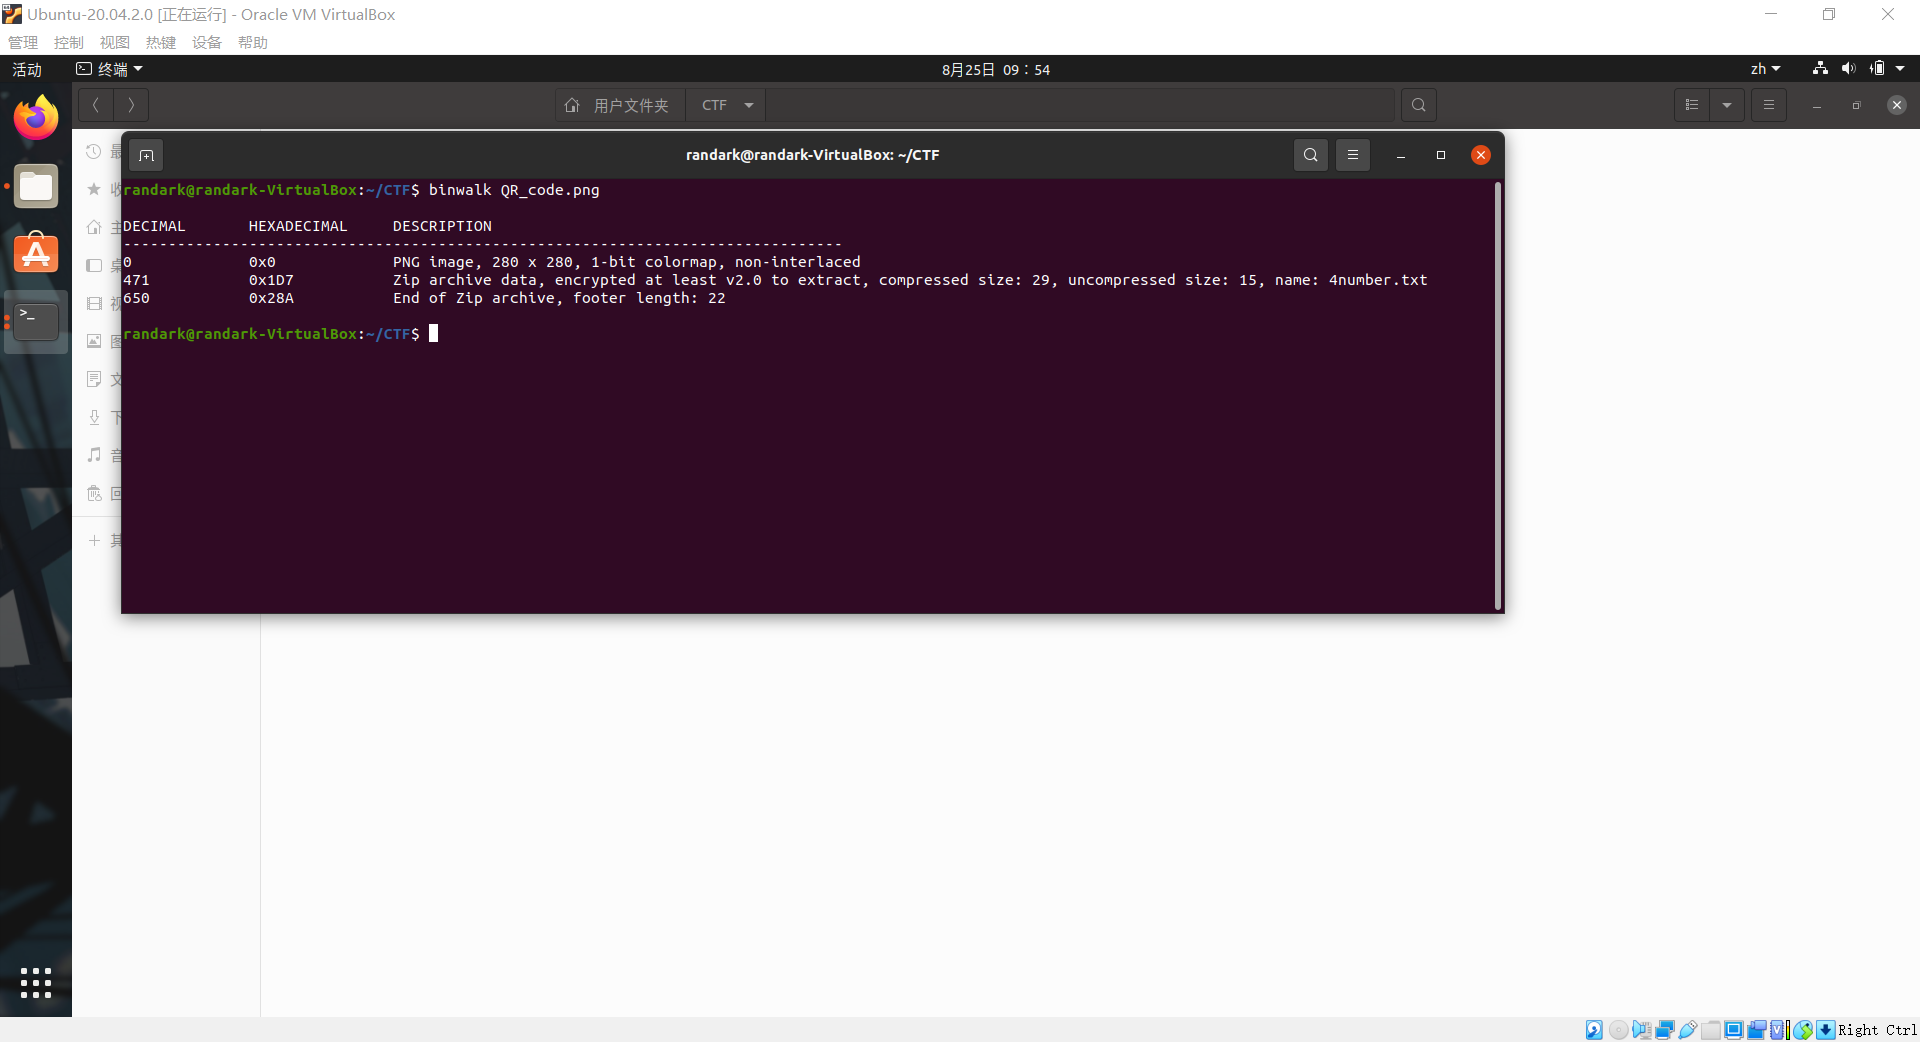 Ubuntu-20.04.2.0 [正在运行] - Oracle VM VirtualBox
管理 控制 视图 热键 设备 帮助
活动 终端 8月25日 09：54 zh
用户文件夹 CTF
randark@randark-VirtualBox: ~/CTF
randark@randark-VirtualBox:~/CTF$ binwalk QR_code.png
DECIMAL HEXADECIMAL DESCRIPTION
--------------------------------------------------------------------------------
0 0x0 PNG image, 280 x 280, 1-bit colormap, non-interlaced
471 0x1D7 Zip archive data, encrypted at least v2.0 to extract, compressed size: 29, uncompressed size: 15, name: 4number.txt
650 0x28A End of Zip archive, footer length: 22
randark@randark-VirtualBox:~/CTF$
Right Ctrl